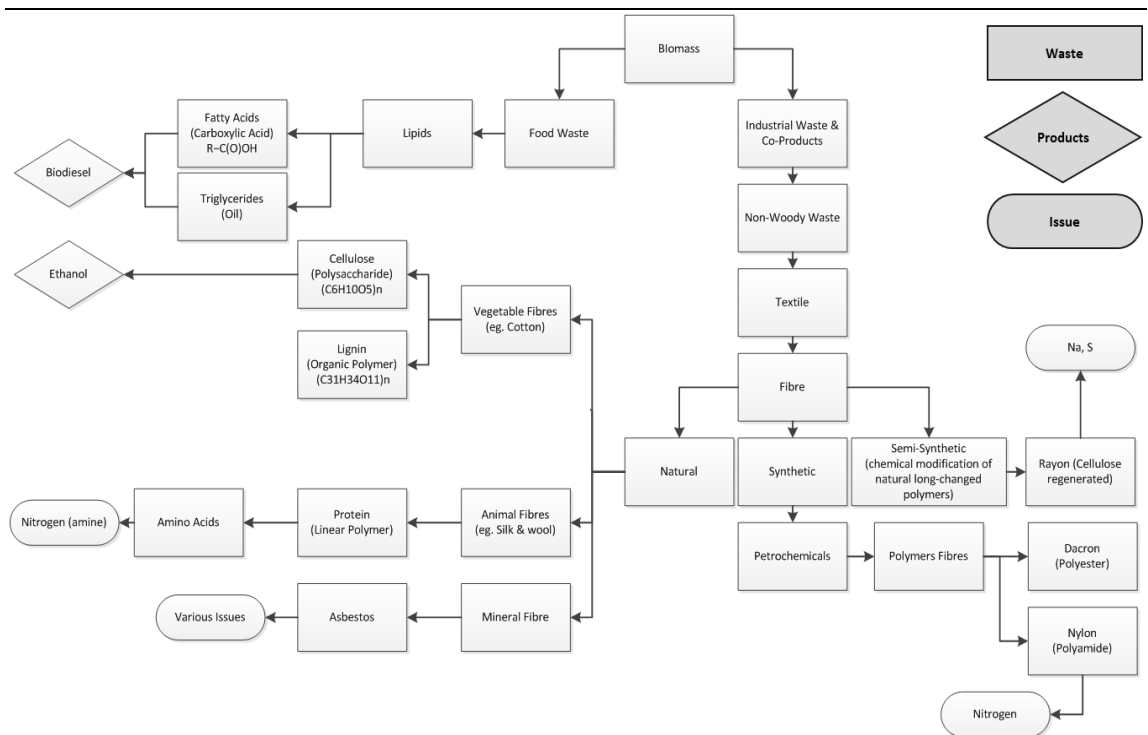 Biomass
Waste
Products
Issue
Fatty Acids
(Carboxylic Acid)
R–C(O)OH
Lipids
Food Waste
Industrial Waste &
Co-Products
Biodiesel
Triglycerides
(Oil)
Non-Woody Waste
Ethanol
Cellulose
(Polysaccharide)
(C6H10O5)n
Vegetable Fibres
(eg. Cotton)
Textile
Lignin
(Organic Polymer)
(C31H34O11)n
Fibre
Na, S
Natural
Synthetic
Semi-Synthetic
(chemical modification of
natural long-changed
polymers)
Rayon (Cellulose
regenerated)
Nitrogen (amine)
Amino Acids
Protein
(Linear Polymer)
Animal Fibres
(eg. Silk & wool)
Petrochemicals
Polymers Fibres
Dacron
(Polyester)
Various Issues
Asbestos
Mineral Fibre
Nylon
(Polyamide)
Nitrogen